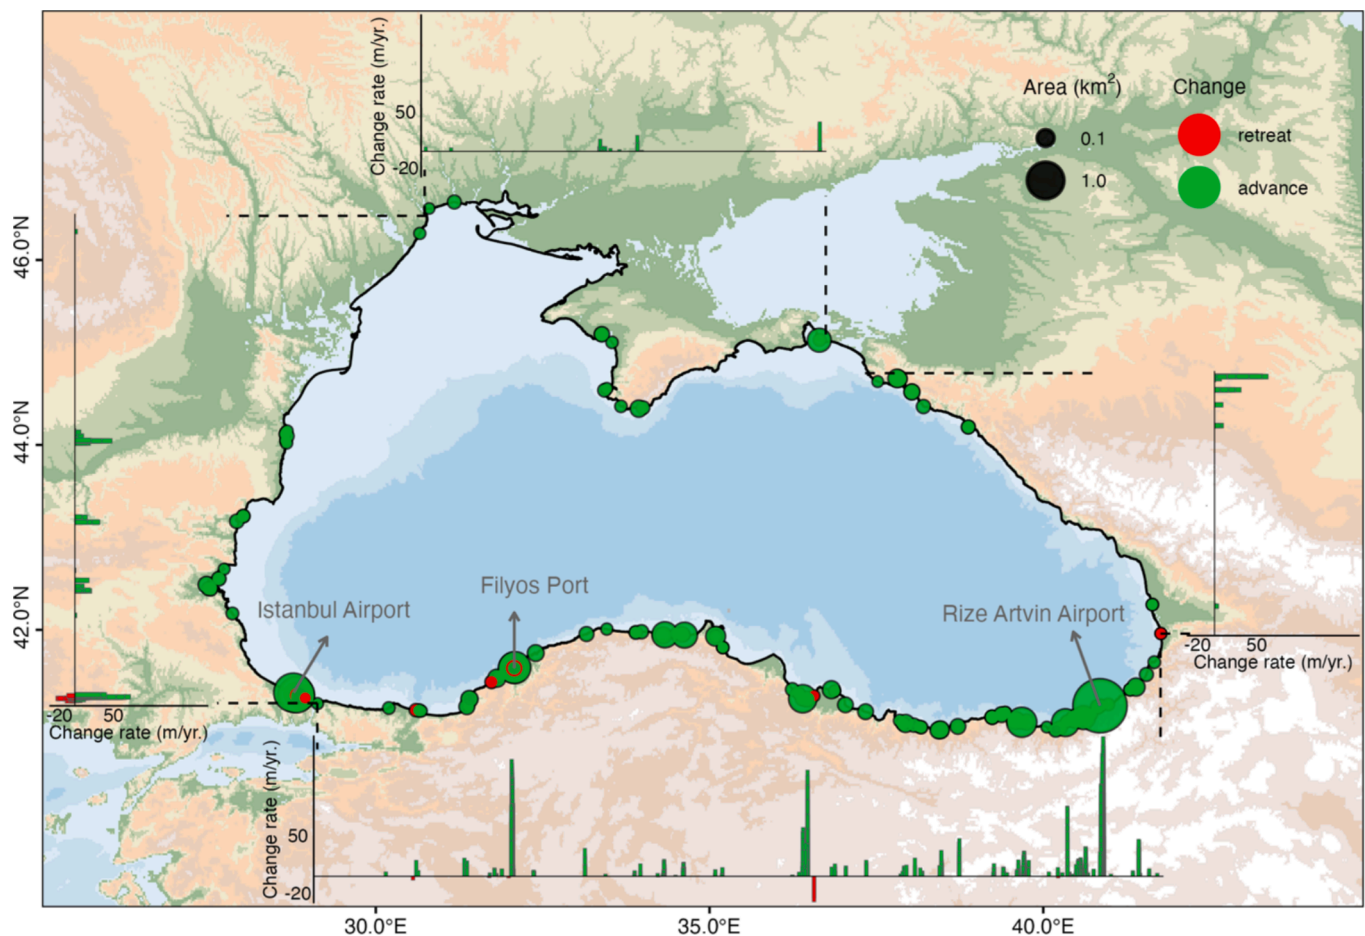 Change rate (m/yr.)
50
-20
Area (km²)
0.1
1.0
Change
retreat
advance
46.0°N
44.0°N
42.0°N
Istanbul Airport
Filyos Port
Rize Artvin Airport
-20 50
Change rate (m/yr.)
-20 50
Change rate (m/yr.)
Change rate (m/yr.)
50
-20
30.0°E
35.0°E
40.0°E